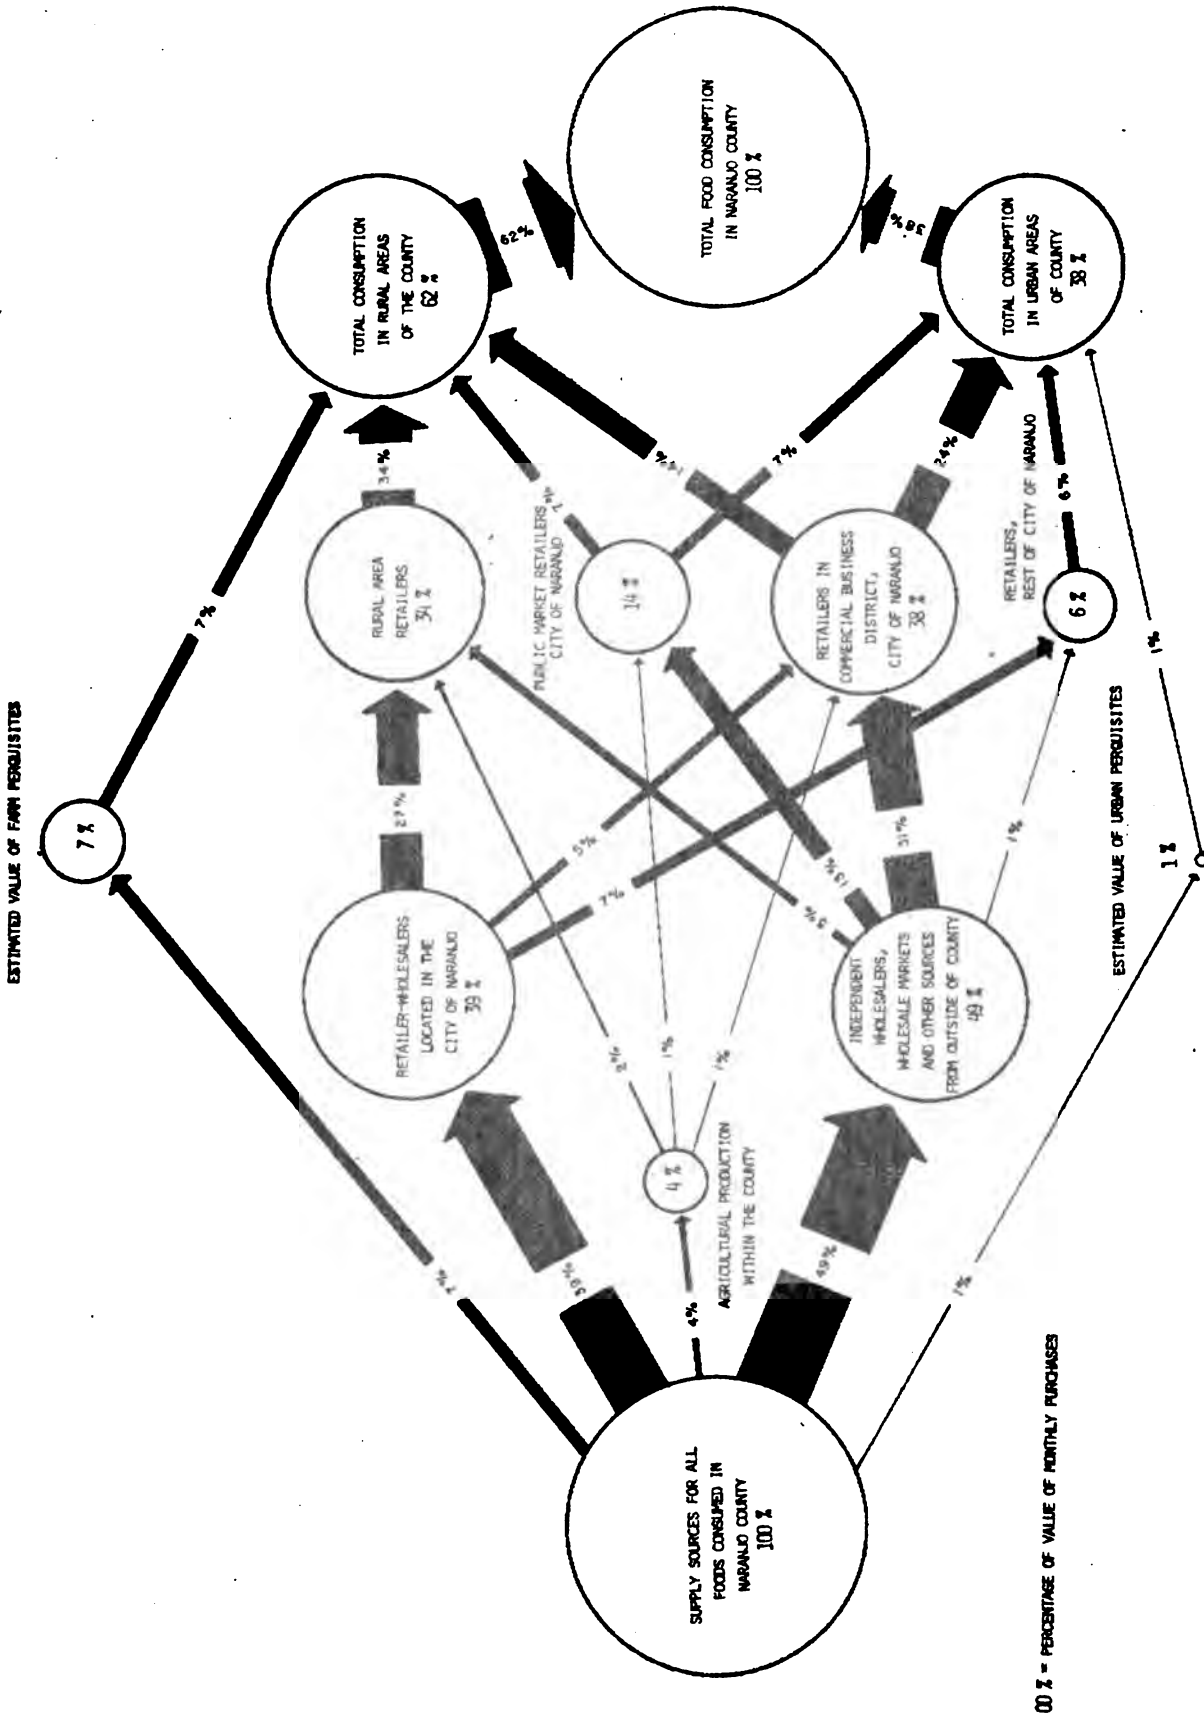 ESTIMATED VALUE OF FARM PERQUISITES
7 %
7%
7%
SUPPLY SOURCES FOR ALL
FOODS CONSUMED IN
NARANJO COUNTY
100 %
39%
4%
49%
1%
RETAILER-WHOLESALERS
LOCATED IN THE
CITY OF NARANJO
39 %
4 %
AGRICULTURAL PRODUCTION
WITHIN THE COUNTY
INDEPENDENT
WHOLESALERS,
WHOLESALE MARKETS
AND OTHER SOURCES
FROM OUTSIDE OF COUNTY
49 %
27%
5%
7%
2%
1%
1%
13%
31%
1%
RURAL AREA
RETAILERS
34 %
PUBLIC MARKET RETAILERS
CITY OF NARANJO
14 %
RETAILERS IN
COMMERCIAL BUSINESS
DISTRICT,
CITY OF NARANJO
38 %
RETAILERS,
REST OF CITY OF NARANJO
6 %
ESTIMATED VALUE OF URBAN PERQUISITES
1 %
34%
14%
7%
24%
6%
1%
TOTAL CONSUMPTION
IN RURAL AREAS
OF THE COUNTY
62 %
62%
TOTAL FOOD CONSUMPTION
IN NARANJO COUNTY
100 %
38%
TOTAL CONSUMPTION
IN URBAN AREAS
OF COUNTY
38 %
00 % = PERCENTAGE OF VALUE OF MONTHLY PURCHASES